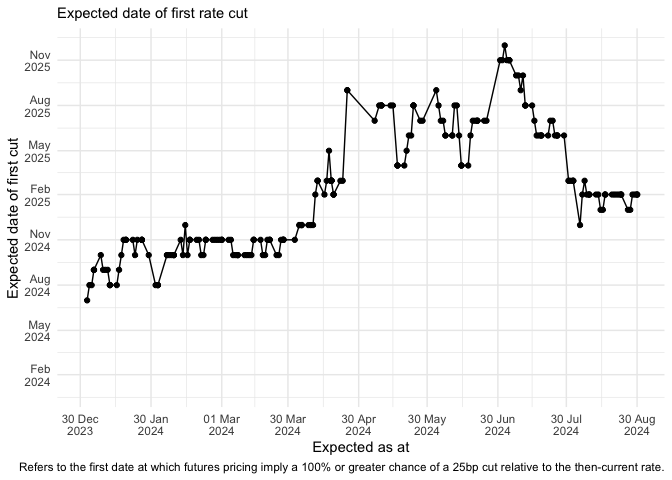 Expected date of first rate cut
Expected date of first cut
Nov
2025
Aug
2025
May
2025
Feb
2025
Nov
2024
Aug
2024
May
2024
Feb
2024
30 Dec
2023
30 Jan
2024
01 Mar
2024
30 Mar
2024
30 Apr
2024
30 May
2024
30 Jun
2024
30 Jul
2024
30 Aug
2024
Expected as at
Refers to the first date at which futures pricing imply a 100% or greater chance of a 25bp cut relative to the then-current rate.